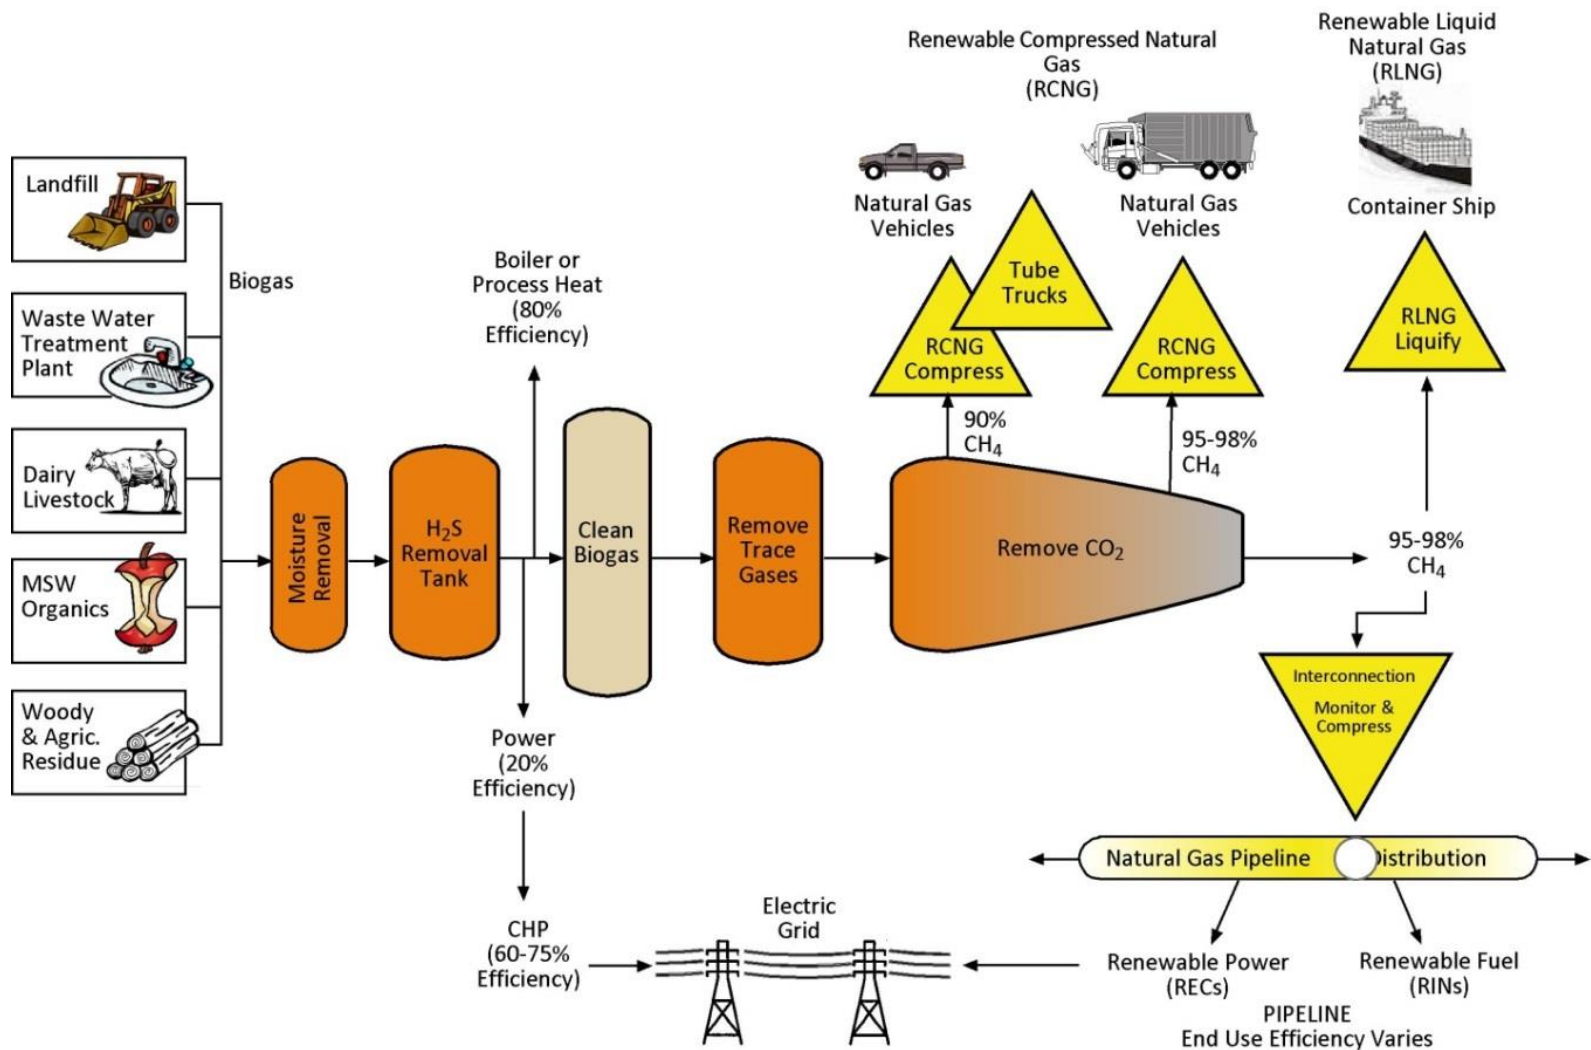 Renewable Compressed Natural
Gas
(RCNG)
Renewable Liquid
Natural Gas
(RLNG)
Landfill
Biogas
Waste Water
Treatment
Plant
Dairy
Livestock
MSW
Organics
Woody
& Agric.
Residue
Moisture
Removal
H₂S
Removal
Tank
Boiler or
Process Heat
(80%
Efficiency)
Power
(20%
Efficiency)
CHP
(60-75%
Efficiency)
Clean
Biogas
Remove
Trace
Gases
Remove CO₂
Natural Gas
Vehicles
Natural Gas
Vehicles
Container Ship
Tube
Trucks
RCNG
Compress
RCNG
Compress
RLNG
Liquify
90%
CH₄
95-98%
CH₄
95-98%
CH₄
Interconnection
Monitor &
Compress
Natural Gas Pipeline
istribution
Electric
Grid
Renewable Power
(RECs)
Renewable Fuel
(RINs)
PIPELINE
End Use Efficiency Varies